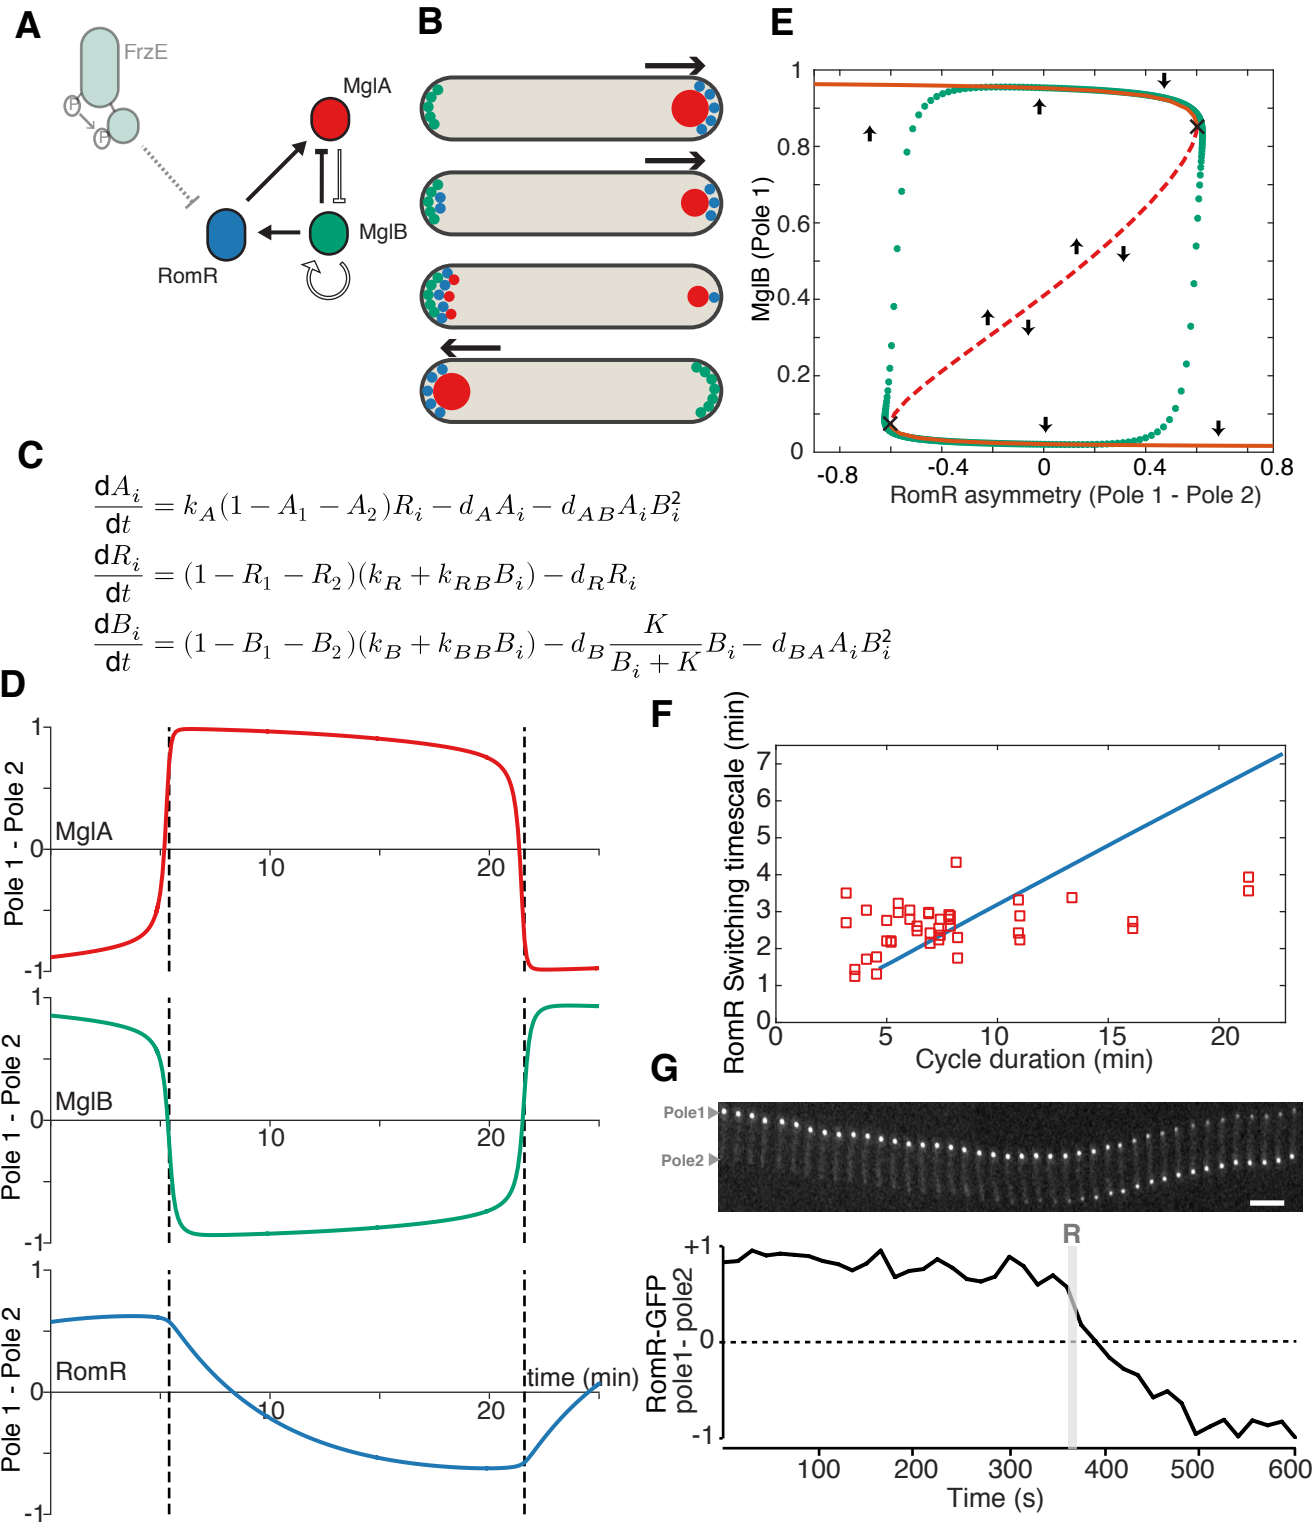 A
FrzE
P
P
MglA
MglB
RomR
B
E
MglB (Pole 1)
1
0.8
0.6
0.4
0.2
0
-0.8
-0.4
0
0.4
0.8
RomR asymmetry (Pole 1 - Pole 2)
C
dA_i/dt = k_A(1 − A_1 − A_2)R_i − d_A A_i − d_AB A_i B_i^2
dR_i/dt = (1 − R_1 − R_2)(k_R + k_RB B_i) − d_R R_i
dB_i/dt = (1 − B_1 − B_2)(k_B + k_BB B_i) − d_B K/(B_i + K) B_i − d_BA A_i B_i^2
D
Pole 1 - Pole 2
1
0
-1
MglA
10
20
Pole 1 - Pole 2
1
0
-1
MglB
10
20
Pole 1 - Pole 2
1
0
-1
RomR
time (min)
10
20
F
RomR Switching timescale (min)
7
6
5
4
3
2
1
0
0
5
10
15
20
Cycle duration (min)
G
Pole1
Pole2
R
RomR-GFP
pole1- pole2
+1
0
-1
100
200
300
400
500
600
Time (s)